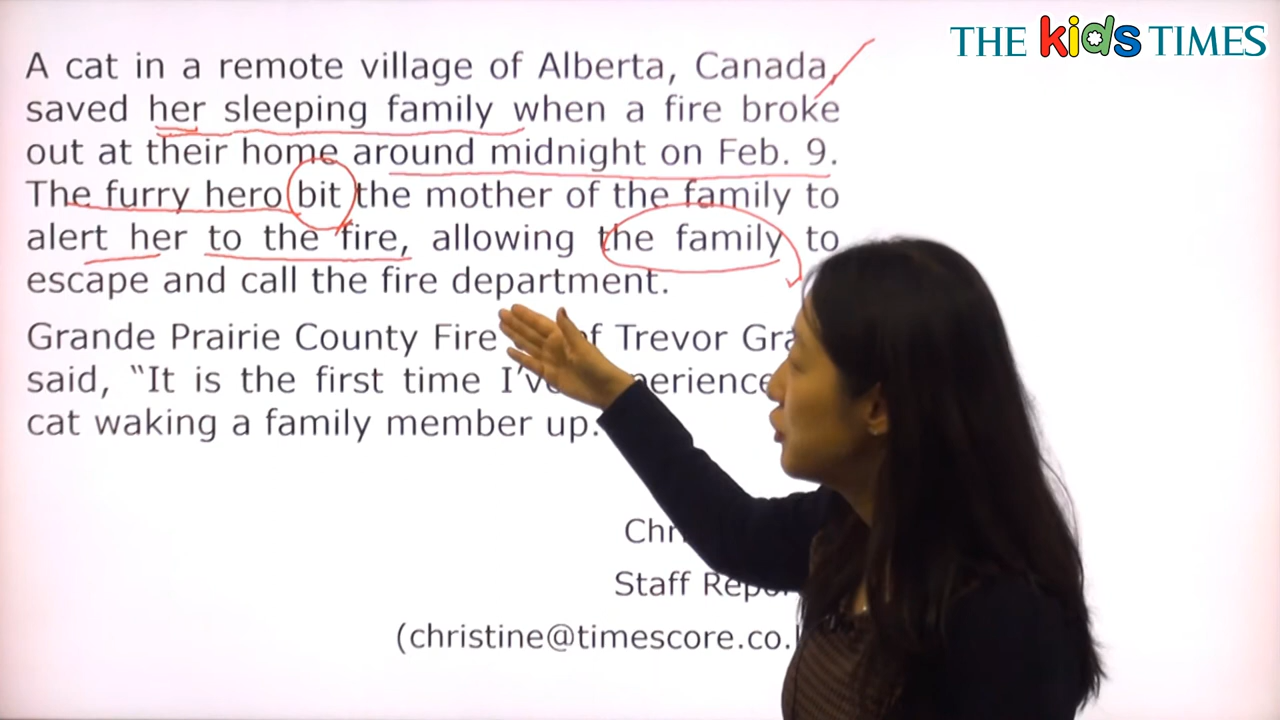 THE kids TIMES
A cat in a remote village of Alberta, Canada,
saved her sleeping family when a fire broke
out at their home around midnight on Feb. 9.
The furry hero bit the mother of the family to
alert her to the fire, allowing the family to
escape and call the fire department.
Grande Prairie County Fire Trevor
said, “It is the first time I’ve
cat waking a family member up.
Staff
(christine@timescore.co.